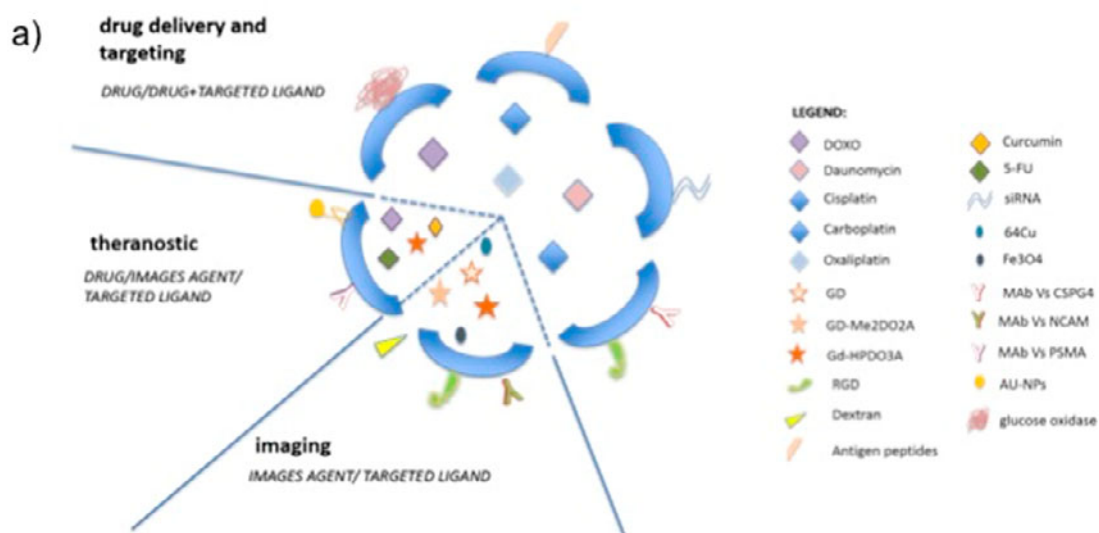 a)
drug delivery and
targeting
DRUG/DRUG+TARGETED LIGAND
theranostic
DRUG/IMAGES AGENT/
TARGETED LIGAND
imaging
IMAGES AGENT/ TARGETED LIGAND
LEGEND:
DOXO
Daunomycin
Cisplatin
Carboplatin
Oxaliplatin
GD
GD-Me2DO2A
Gd-HPDO3A
RGD
Dextran
Antigen peptides
Curcumin
5-FU
siRNA
64Cu
Fe3O4
MAb Vs CSPG4
MAb Vs NCAM
MAb Vs PSMA
AU-NPs
glucose oxidase